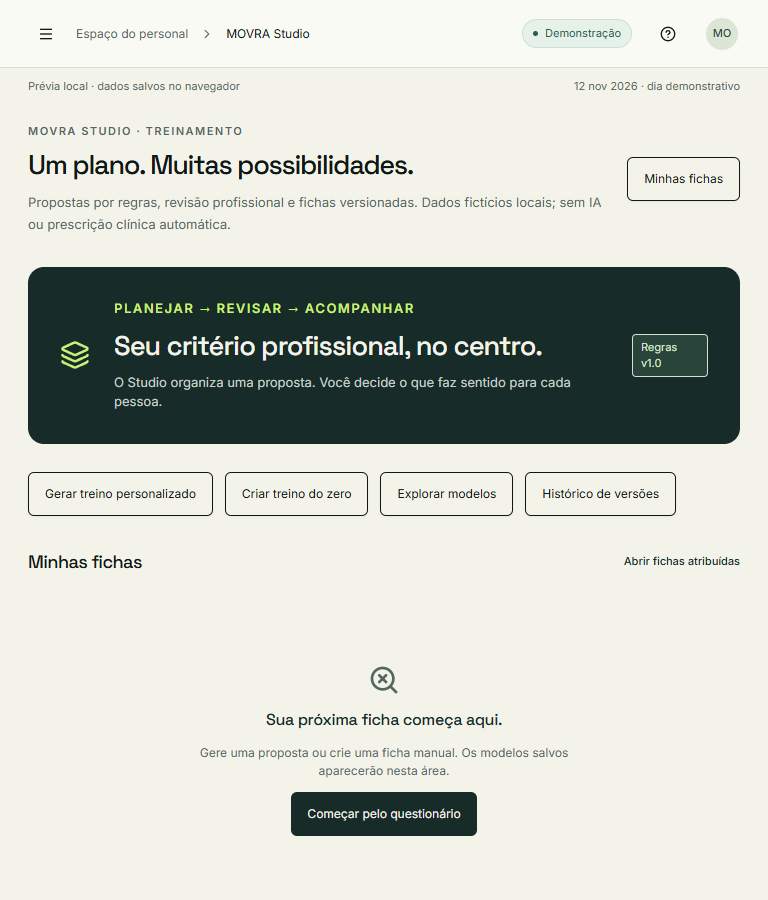 Espaço do personal > MOVRA Studio
Demonstração
MO
Prévia local · dados salvos no navegador
12 nov 2026 · dia demonstrativo
MOVRA STUDIO · TREINAMENTO
Um plano. Muitas possibilidades.
Propostas por regras, revisão profissional e fichas versionadas. Dados fictícios locais; sem IA
ou prescrição clínica automática.
Minhas fichas
PLANEJAR → REVISAR → ACOMPANHAR
Seu critério profissional, no centro.
O Studio organiza uma proposta. Você decide o que faz sentido para cada
pessoa.
Regras
v1.0
Gerar treino personalizado
Criar treino do zero
Explorar modelos
Histórico de versões
Minhas fichas
Abrir fichas atribuídas
Sua próxima ficha começa aqui.
Gere uma proposta ou crie uma ficha manual. Os modelos salvos
aparecerão nesta área.
Começar pelo questionário